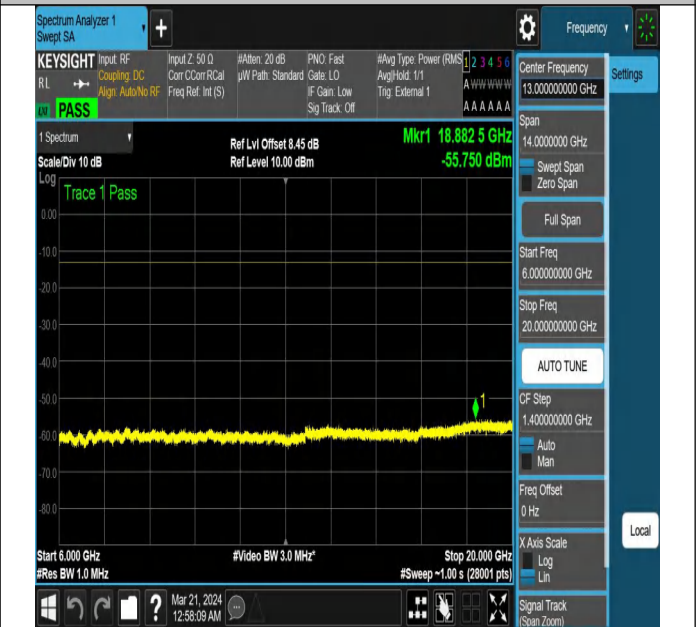 Spectrum Analyzer 1
Swept SA
+
Frequency
KEYSIGHT
RL
PASS
Input: RF
Coupling: DC
Align: Auto/No RF
Input Z: 50 Ω
Corr CCorr RCal
Freq Ref: Int (S)
#Atten: 20 dB
µW Path: Standard
PNO: Fast
Gate: LO
IF Gain: Low
Sig Track: Off
#Avg Type: Power (RMS)
Avg|Hold: 1/1
Trig: External 1
1 2 3 4 5 6
A W W W W W
A A A A A A
Center Frequency
13.000000000 GHz
Settings
1 Spectrum
Scale/Div 10 dB
Ref Lvl Offset 8.45 dB
Ref Level 10.00 dBm
Mkr1 18.882 5 GHz
-55.750 dBm
Log
Trace 1 Pass
0.00
-10.0
-20.0
-30.0
-40.0
-50.0
-60.0
-70.0
-80.0
1
Start 6.000 GHz
#Res BW 1.0 MHz
#Video BW 3.0 MHz*
Stop 20.000 GHz
#Sweep ~1.00 s (28001 pts)
Span
14.0000000 GHz
Swept Span
Zero Span
Full Span
Start Freq
6.000000000 GHz
Stop Freq
20.000000000 GHz
AUTO TUNE
CF Step
1.400000000 GHz
Auto
Man
Freq Offset
0 Hz
X Axis Scale
Log
Lin
Signal Track
(Span Zoom)
Local
?
Mar 21, 2024
12:58:09 AM